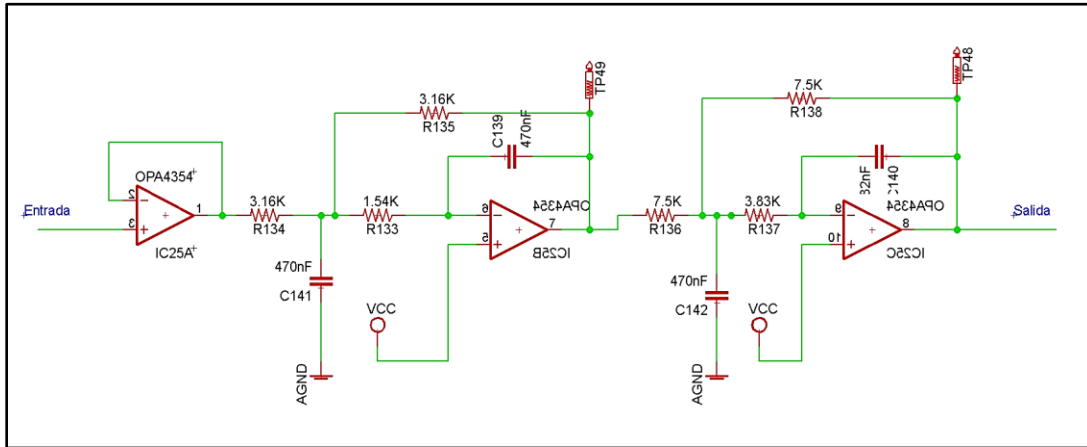 Entrada
OPA4354
2
3
1
IC25A
3.16K
R134
470nF
C141
AGND
3.16K
R135
1.54K
R133
C139
470nF
TP49
OPA4354
6
5
7
IC25B
VCC
7.5K
R136
470nF
C142
AGND
7.5K
R138
3.83K
R137
TP48
OPA4354
9
10
8
IC25C
VCC
Salida